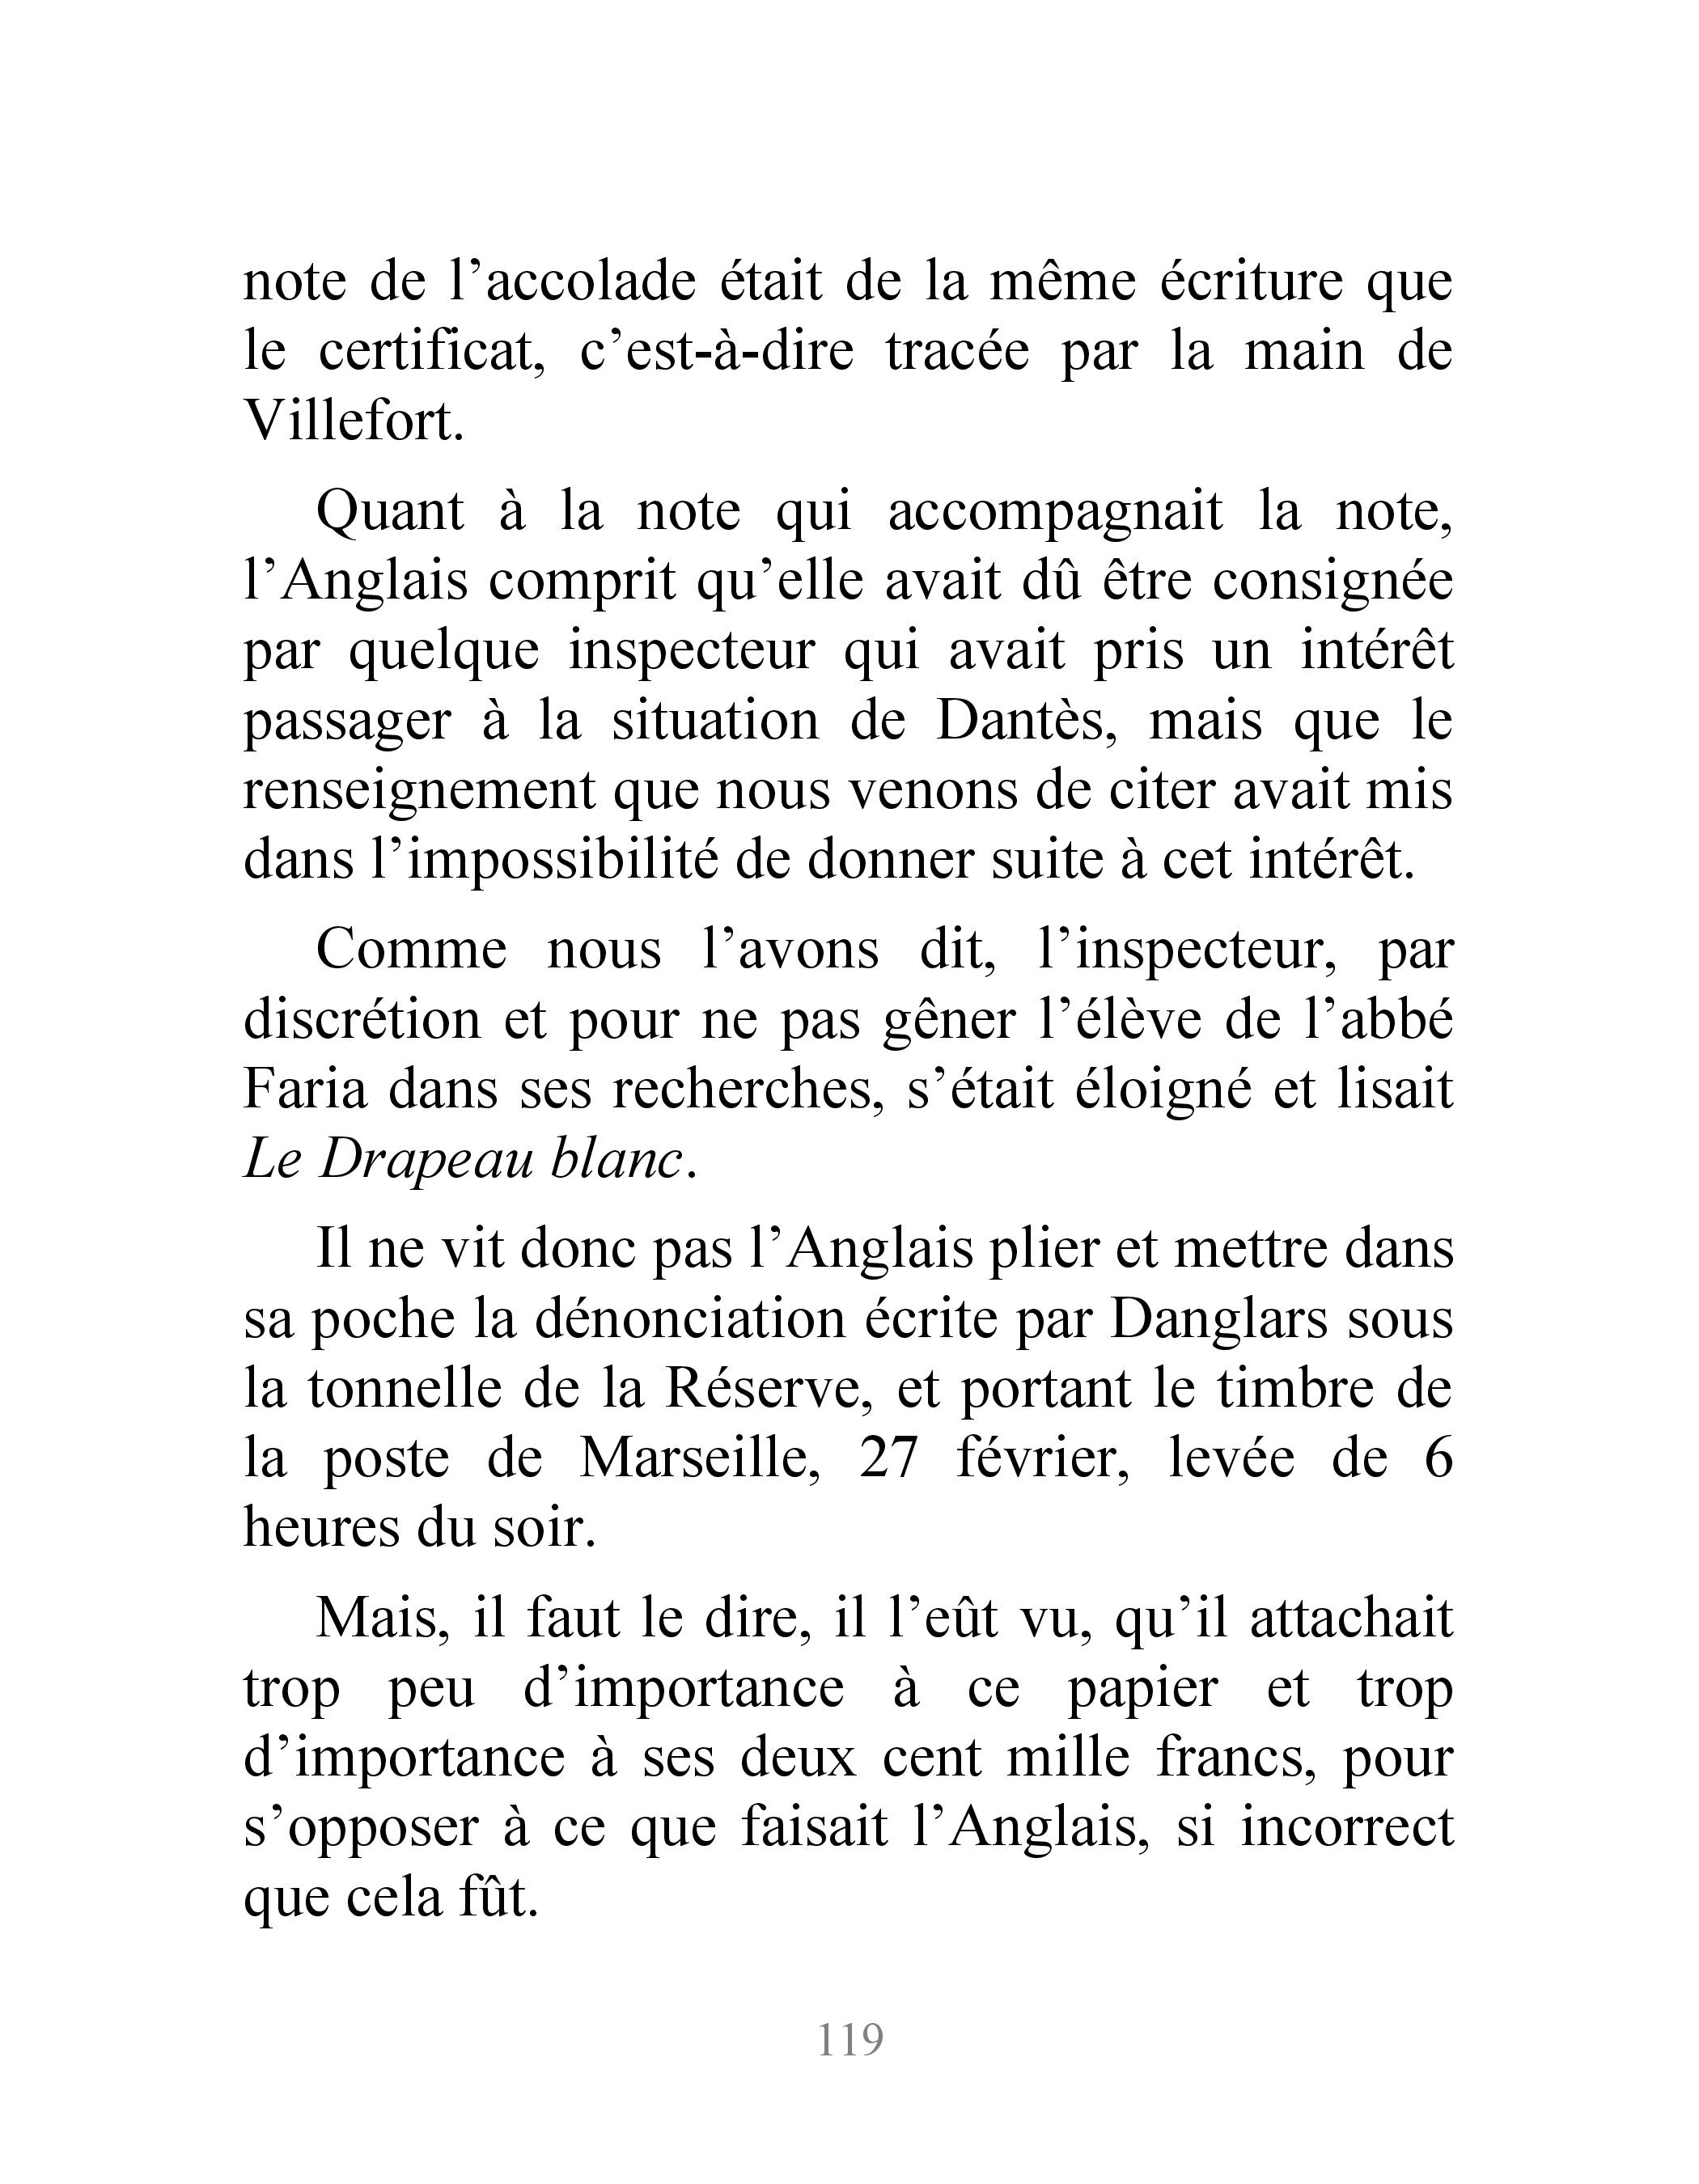 note de l’accolade était de la même écriture que
le certificat, c’est-à-dire tracée par la main de
Villefort.
Quant à la note qui accompagnait la note,
l’Anglais comprit qu’elle avait dû être consignée
par quelque inspecteur qui avait pris un intérêt
passager à la situation de Dantès, mais que le
renseignement que nous venons de citer avait mis
dans l’impossibilité de donner suite à cet intérêt.
Comme nous l’avons dit, l’inspecteur, par
discrétion et pour ne pas gêner l’élève de l’abbé
Faria dans ses recherches, s’était éloigné et lisait
Le Drapeau blanc.
Il ne vit donc pas l’Anglais plier et mettre dans
sa poche la dénonciation écrite par Danglars sous
la tonnelle de la Réserve, et portant le timbre de
la poste de Marseille, 27 février, levée de 6
heures du soir.
Mais, il faut le dire, il l’eût vu, qu’il attachait
trop peu d’importance à ce papier et trop
d’importance à ses deux cent mille francs, pour
s’opposer à ce que faisait l’Anglais, si incorrect
que cela fût.
119